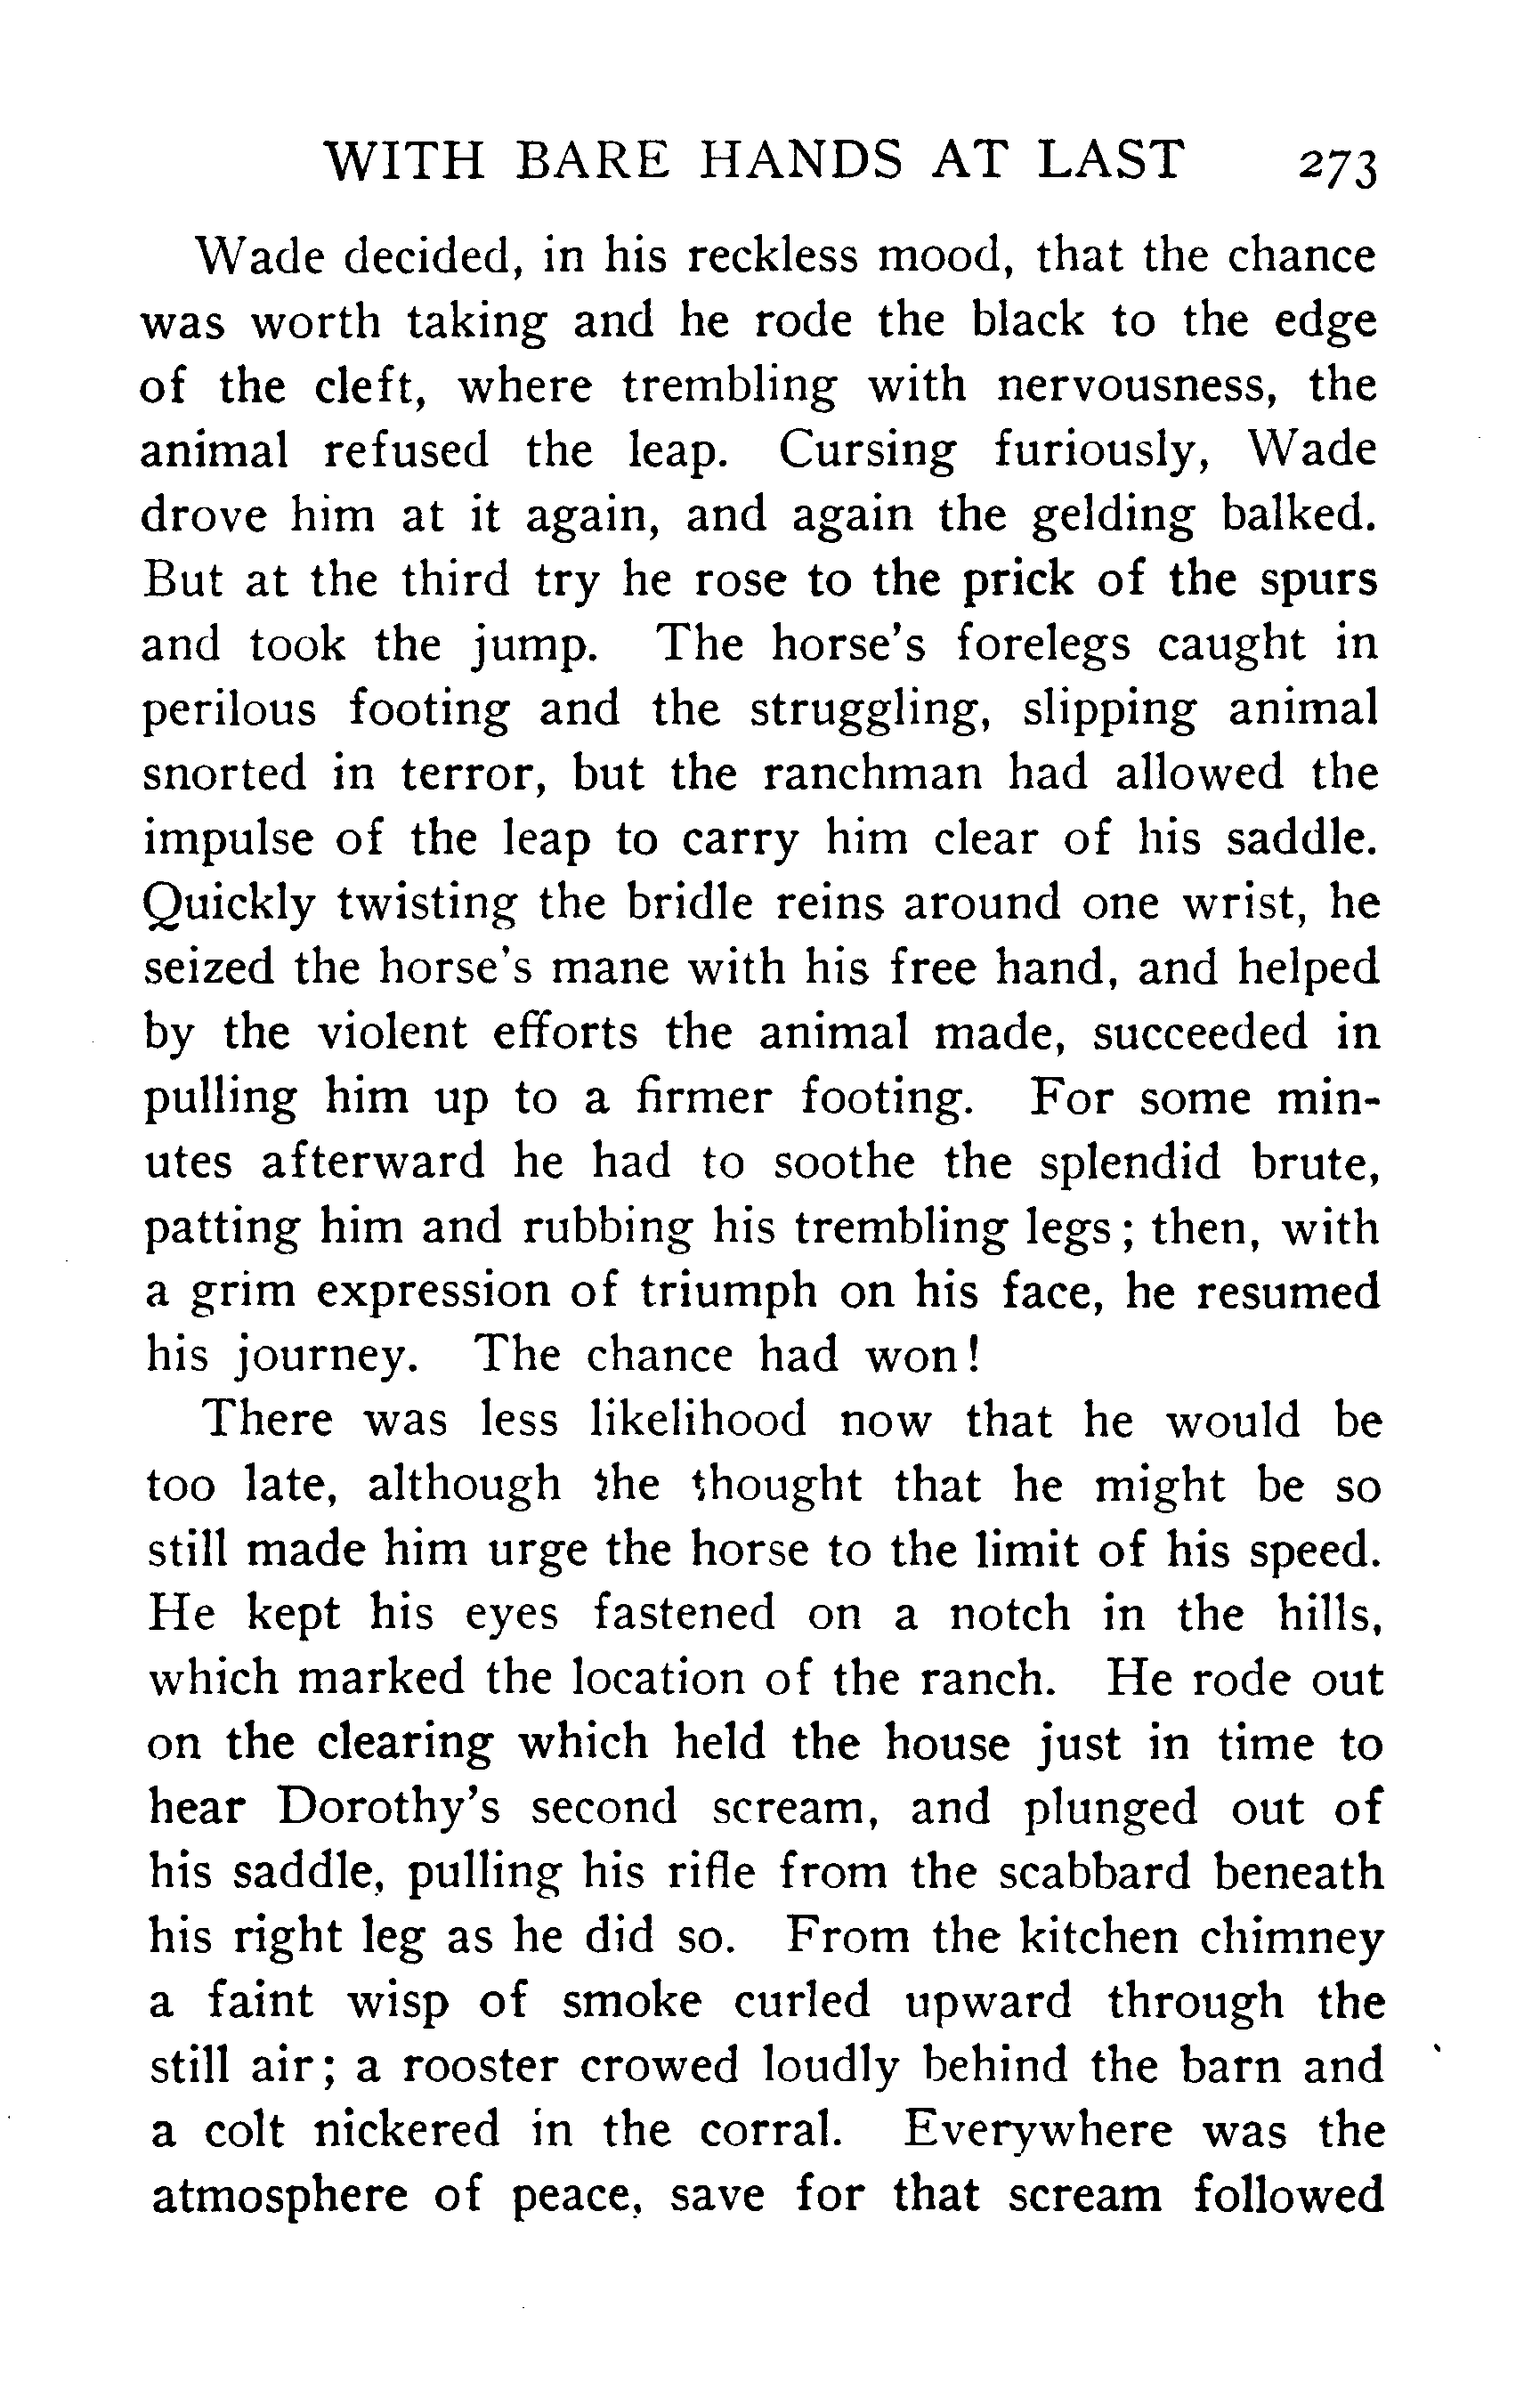 WITH BARE HANDS AT LAST 273
Wade decided, in his reckless mood, that the chance
was worth taking and he rode the black to the edge
of the cleft, where trembling with nervousness, the
animal refused the leap. Cursing furiously, Wade
drove him at it again, and again the gelding balked.
But at the third try he rose to the prick of the spurs
and took the jump. The horse's forelegs caught in
perilous footing and the struggling, slipping animal
snorted in terror, but the ranchman had allowed the
impulse of the leap to carry him clear of his saddle.
Quickly twisting the bridle reins around one wrist, he
seized the horse's mane with his free hand, and helped
by the violent efforts the animal made, succeeded in
pulling him up to a firmer footing. For some min-
utes afterward he had to soothe the splendid brute,
patting him and rubbing his trembling legs; then, with
a grim expression of triumph on his face, he resumed
his journey. The chance had won!
There was less likelihood now that he would be
too late, although the thought that he might be so
still made him urge the horse to the limit of his speed.
He kept his eyes fastened on a notch in the hills,
which marked the location of the ranch. He rode out
on the clearing which held the house just in time to
hear Dorothy's second scream, and plunged out of
his saddle, pulling his rifle from the scabbard beneath
his right leg as he did so. From the kitchen chimney
a faint wisp of smoke curled upward through the
still air; a rooster crowed loudly behind the barn and
a colt nickered in the corral. Everywhere was the
atmosphere of peace, save for that scream followed